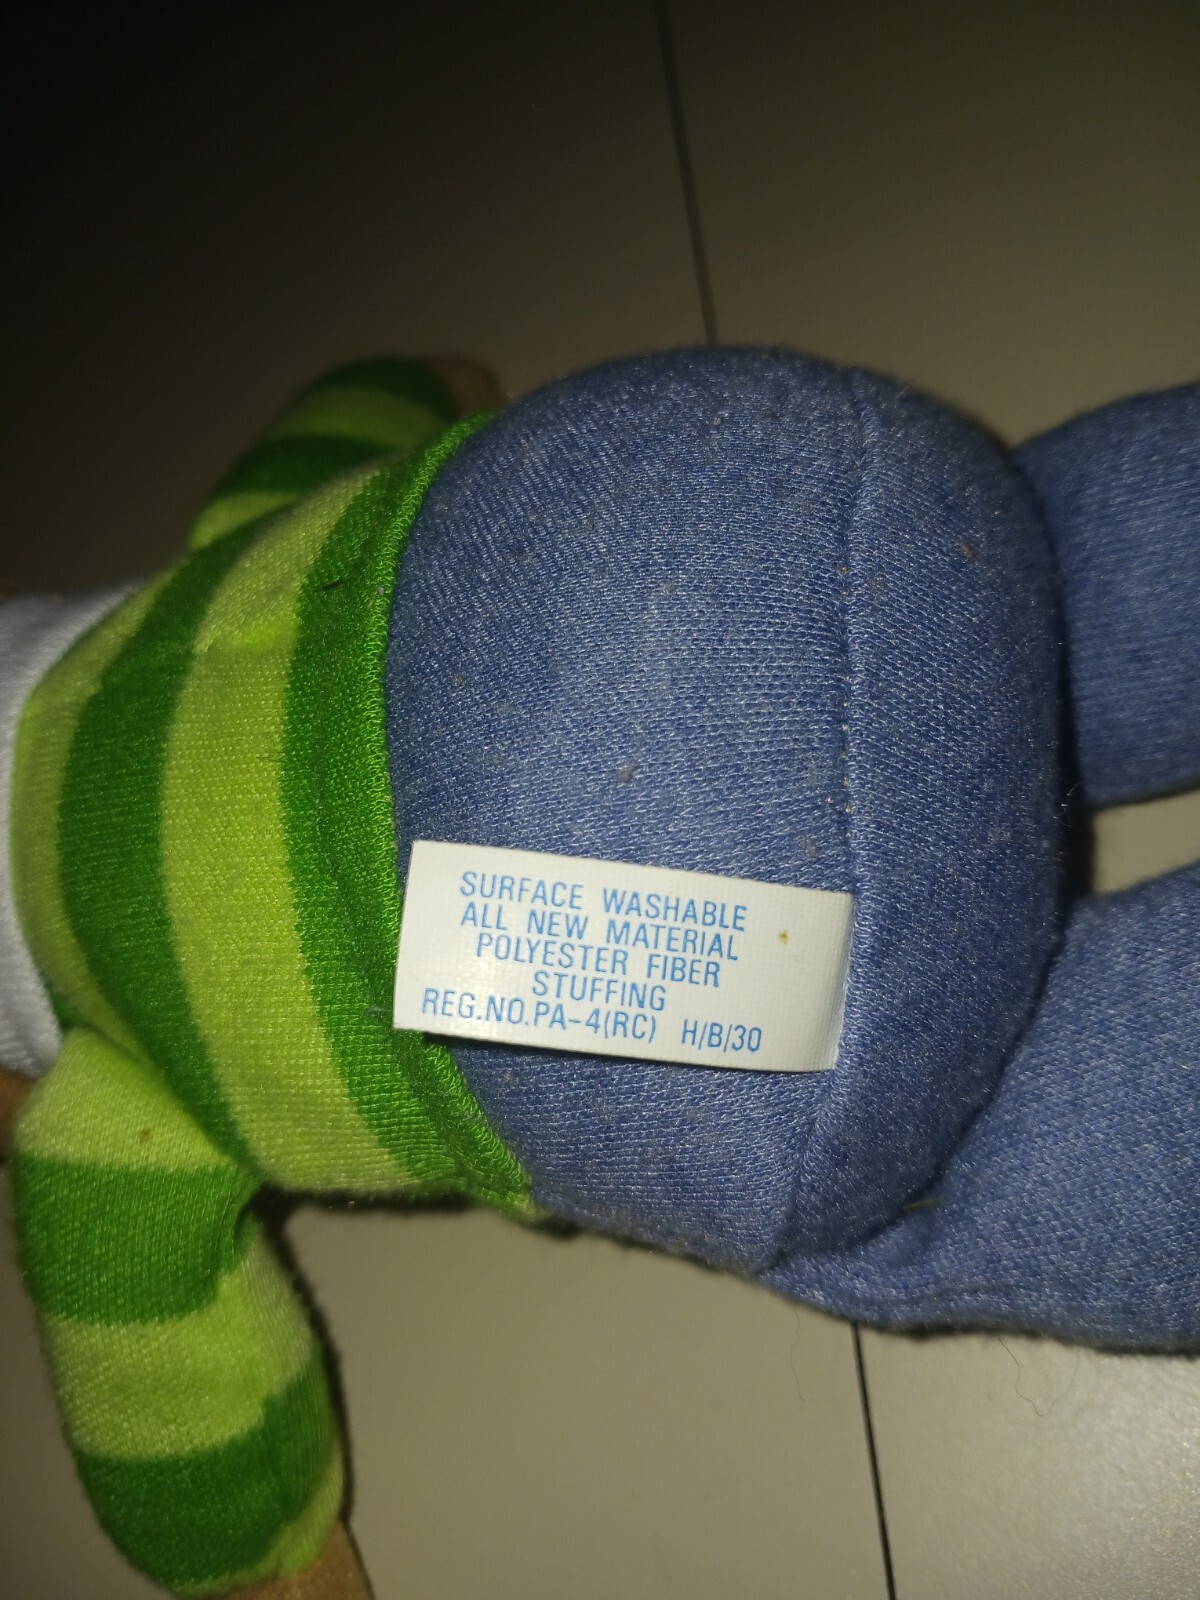 SURFACE WASHABLE
ALL NEW MATERIAL
POLYESTER FIBER
STUFFING
REG.NO.PA-4(RC) H/B/30